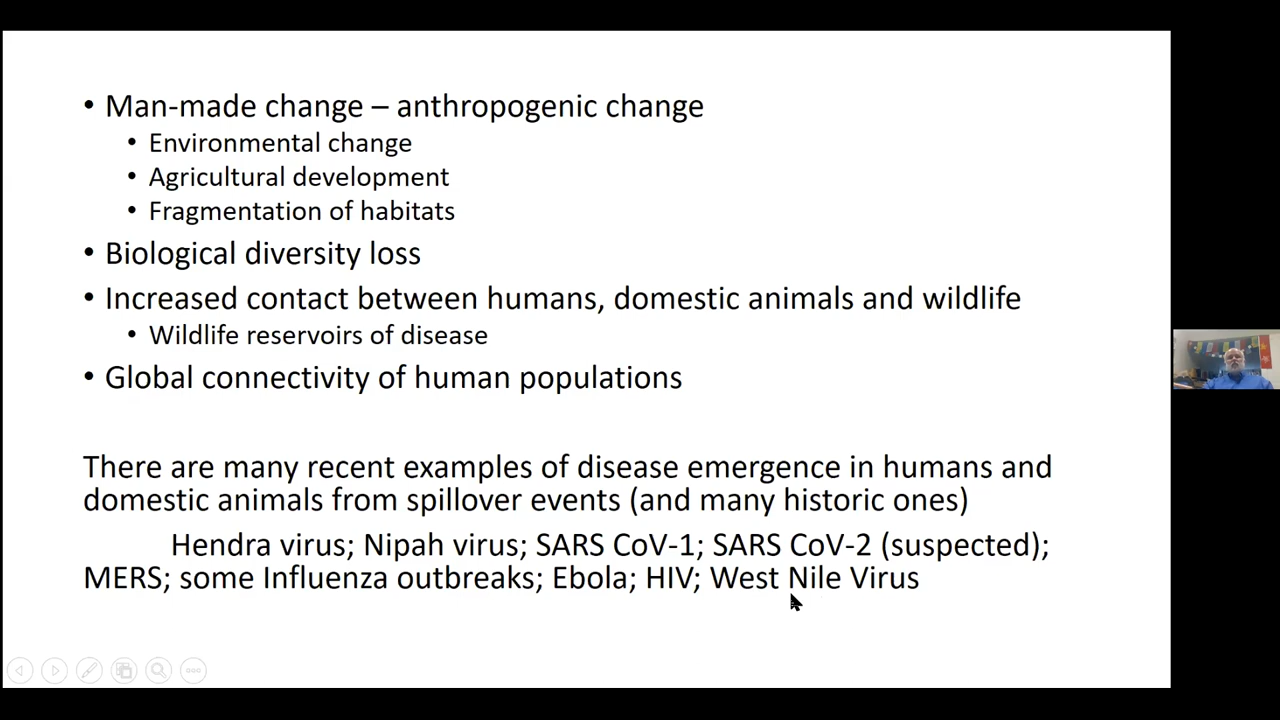 • Man-made change – anthropogenic change
• Environmental change
• Agricultural development
• Fragmentation of habitats
• Biological diversity loss
• Increased contact between humans, domestic animals and wildlife
• Wildlife reservoirs of disease
• Global connectivity of human populations
There are many recent examples of disease emergence in humans and
domestic animals from spillover events (and many historic ones)
Hendra virus; Nipah virus; SARS CoV-1; SARS CoV-2 (suspected);
MERS; some Influenza outbreaks; Ebola; HIV; West Nile Virus